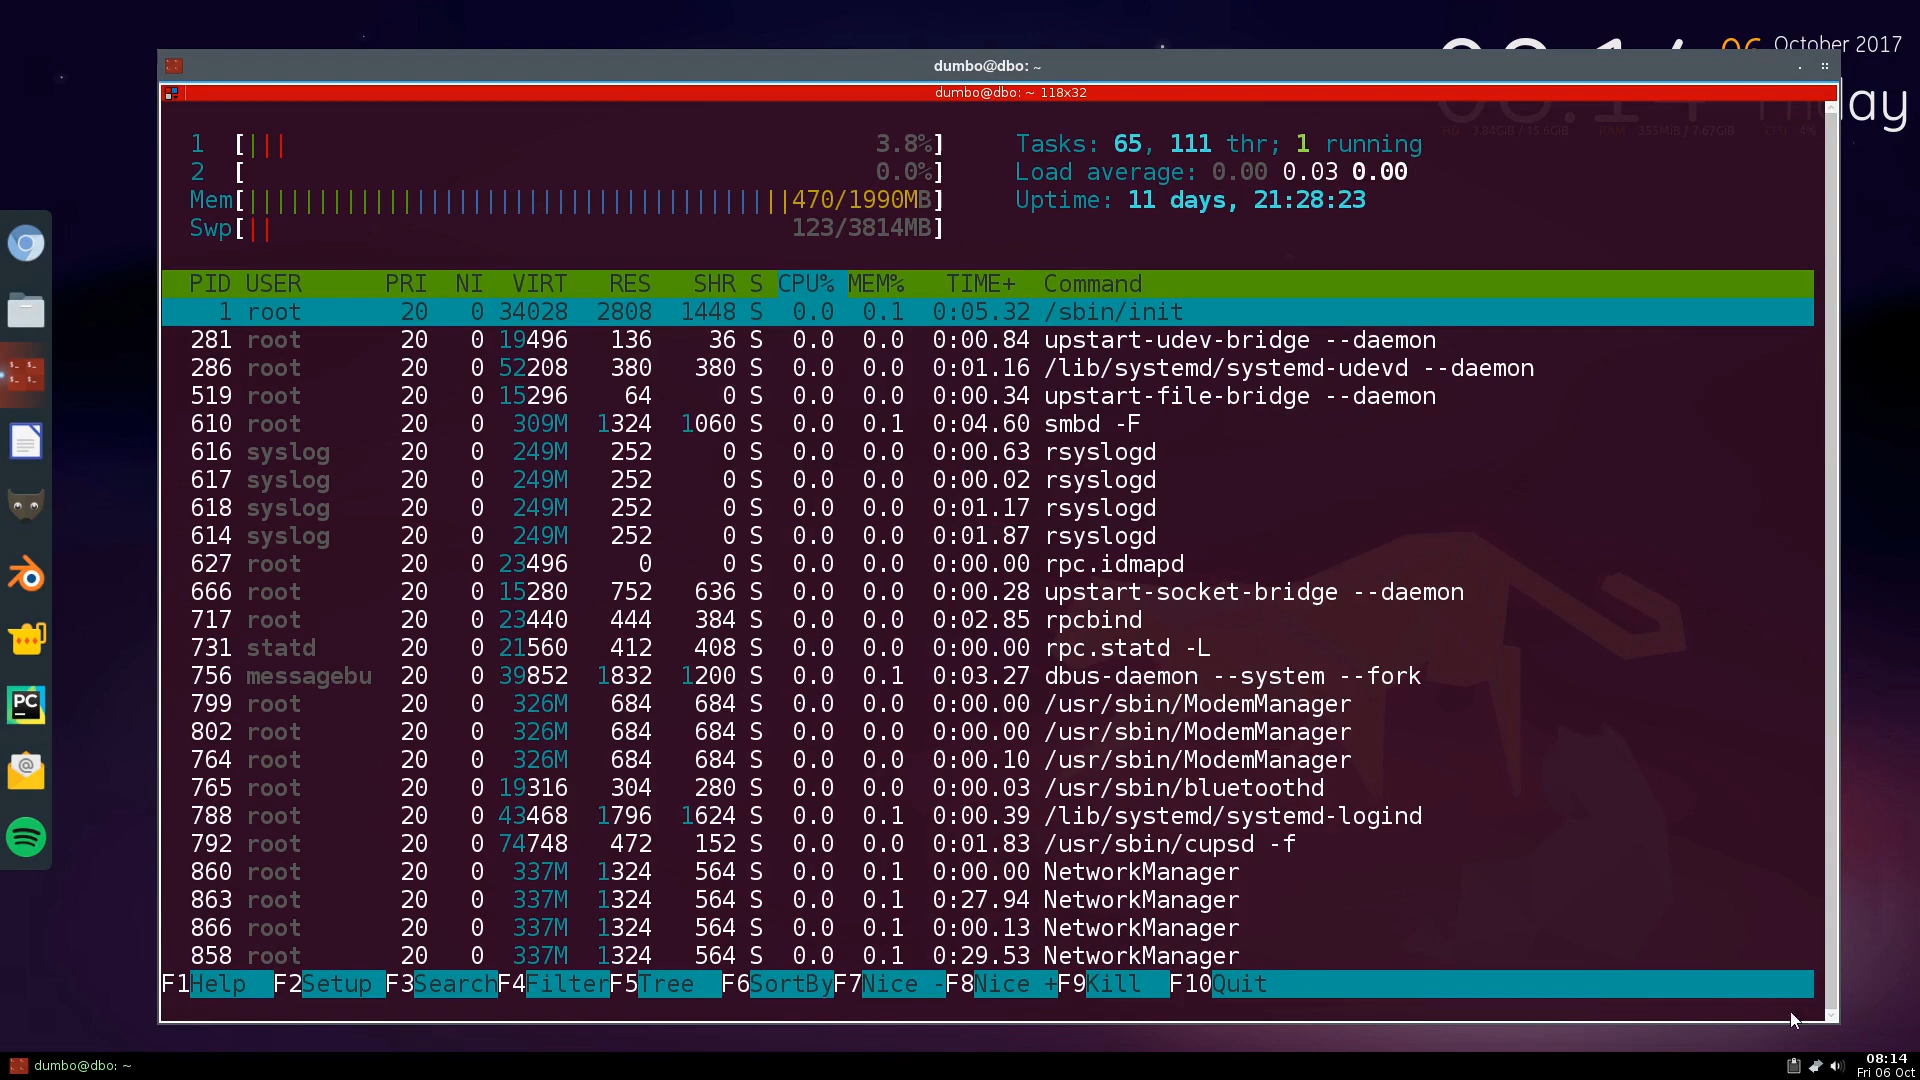 October 2017
dumbo@dbo: ~
dumbo@dbo: ~ 118x32
1 [||| 3.8%] Tasks: 65, 111 thr; 1 running
2 [ 0.0%] Load average: 0.00 0.03 0.00
Mem[|||||||||||||||||||||||||||||||||||||||470/1990MB] Uptime: 11 days, 21:28:23
Swp[|| 123/3814MB]
PID USER PRI NI VIRT RES SHR S CPU% MEM% TIME+ Command
1 root 20 0 34028 2808 1448 S 0.0 0.1 0:05.32 /sbin/init
281 root 20 0 19496 136 36 S 0.0 0.0 0:00.84 upstart-udev-bridge --daemon
286 root 20 0 52208 380 380 S 0.0 0.0 0:01.16 /lib/systemd/systemd-udevd --daemon
519 root 20 0 15296 64 0 S 0.0 0.0 0:00.34 upstart-file-bridge --daemon
610 root 20 0 309M 1324 1060 S 0.0 0.1 0:04.60 smbd -F
616 syslog 20 0 249M 252 0 S 0.0 0.0 0:00.63 rsyslogd
617 syslog 20 0 249M 252 0 S 0.0 0.0 0:00.02 rsyslogd
618 syslog 20 0 249M 252 0 S 0.0 0.0 0:01.17 rsyslogd
614 syslog 20 0 249M 252 0 S 0.0 0.0 0:01.87 rsyslogd
627 root 20 0 23496 0 0 S 0.0 0.0 0:00.00 rpc.idmapd
666 root 20 0 15280 752 636 S 0.0 0.0 0:00.28 upstart-socket-bridge --daemon
717 root 20 0 23440 444 384 S 0.0 0.0 0:02.85 rpcbind
731 statd 20 0 21560 412 408 S 0.0 0.0 0:00.00 rpc.statd -L
756 messagebu 20 0 39852 1832 1200 S 0.0 0.1 0:03.27 dbus-daemon --system --fork
799 root 20 0 326M 684 684 S 0.0 0.0 0:00.00 /usr/sbin/ModemManager
802 root 20 0 326M 684 684 S 0.0 0.0 0:00.00 /usr/sbin/ModemManager
764 root 20 0 326M 684 684 S 0.0 0.0 0:00.10 /usr/sbin/ModemManager
765 root 20 0 19316 304 280 S 0.0 0.0 0:00.03 /usr/sbin/bluetoothd
788 root 20 0 43468 1796 1624 S 0.0 0.1 0:00.39 /lib/systemd/systemd-logind
792 root 20 0 74748 472 152 S 0.0 0.0 0:01.83 /usr/sbin/cupsd -f
860 root 20 0 337M 1324 564 S 0.0 0.1 0:00.00 NetworkManager
863 root 20 0 337M 1324 564 S 0.0 0.1 0:27.94 NetworkManager
866 root 20 0 337M 1324 564 S 0.0 0.1 0:00.13 NetworkManager
858 root 20 0 337M 1324 564 S 0.0 0.1 0:29.53 NetworkManager
F1Help F2Setup F3SearchF4FilterF5Tree F6SortByF7Nice -F8Nice +F9Kill F10Quit
PC
dumbo@dbo: ~
08:14
Fri 06 Oct